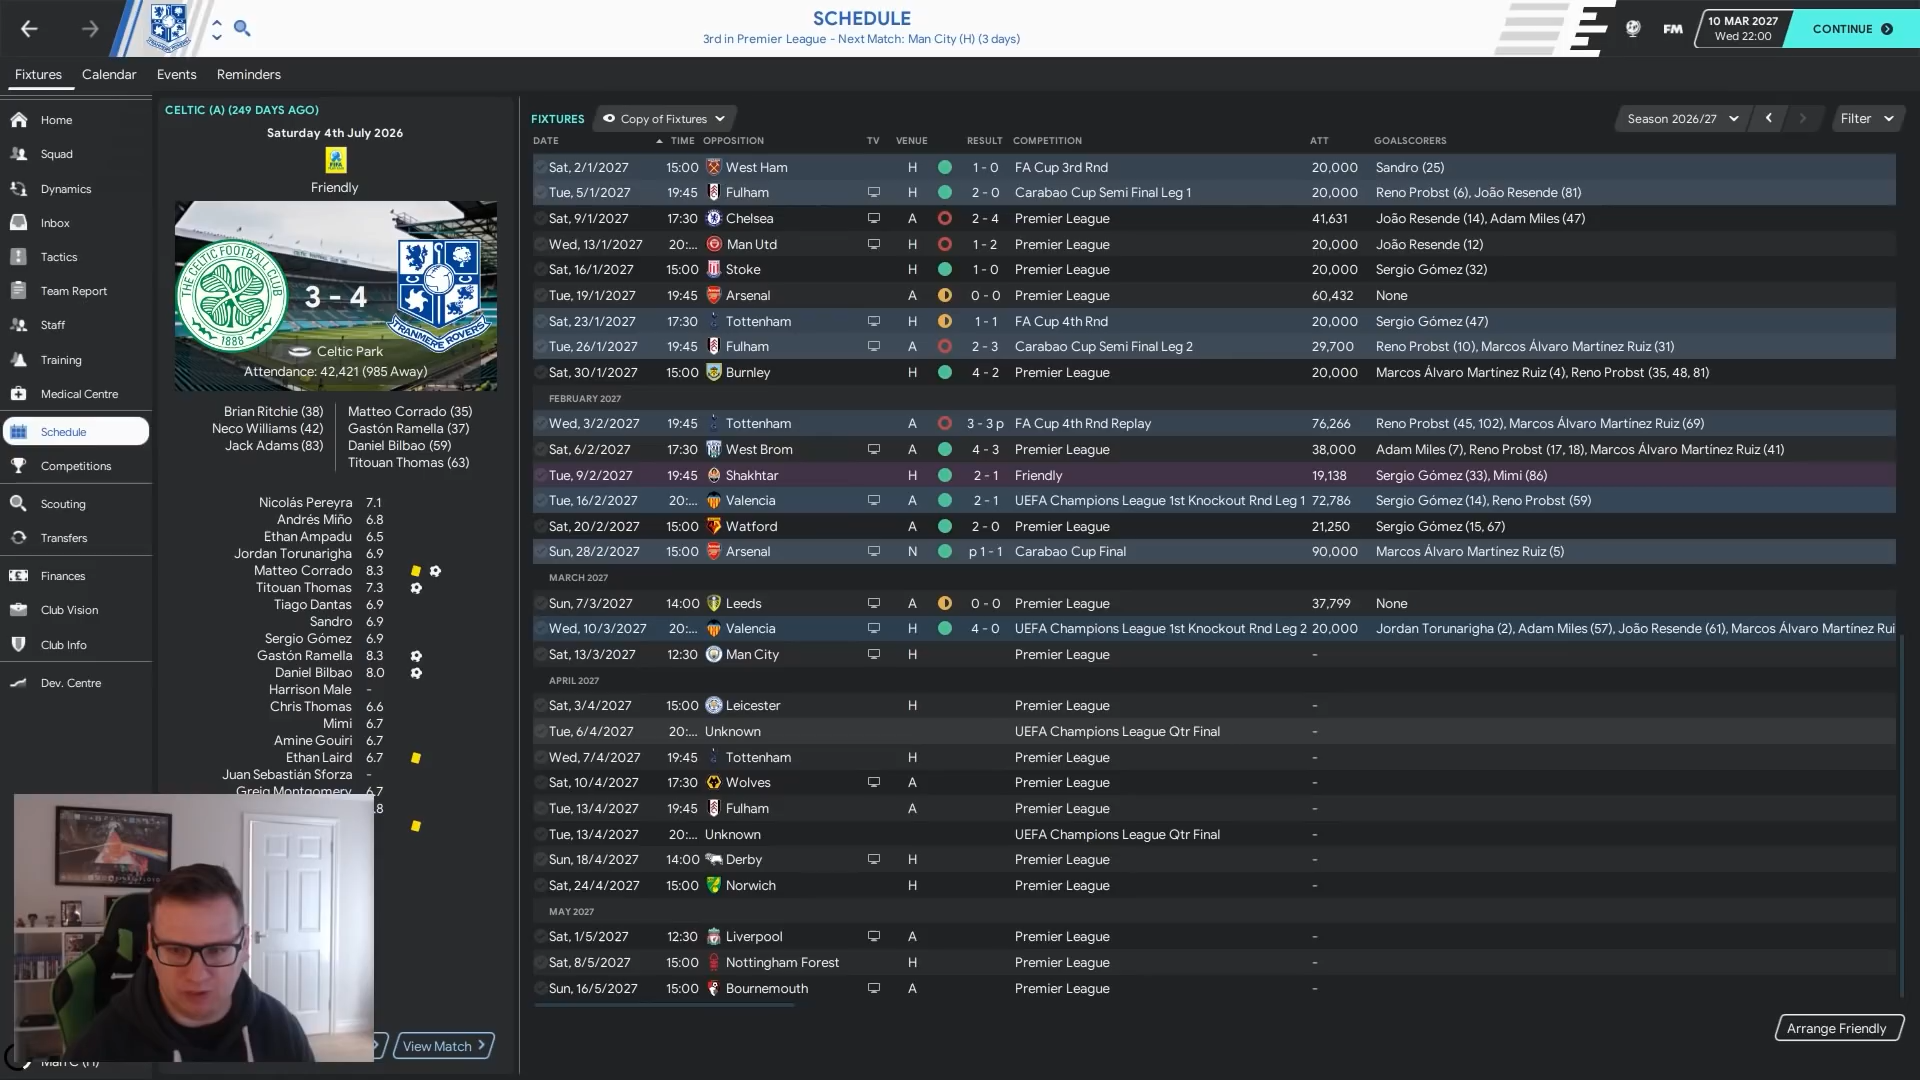 SCHEDULE
3rd in Premier League - Next Match: Man City (H) (3 days)
FM
10 MAR 2027
Wed 22:00
CONTINUE
Fixtures Calendar Events Reminders
Home
Squad
Dynamics
Inbox
Tactics
Team Report
Staff
Training
Medical Centre
Schedule
Competitions
Scouting
Transfers
Finances
Club Vision
Club Info
Dev. Centre
CELTIC (A) (249 DAYS AGO)
Saturday 4th July 2026
FIFA
Friendly
THE CELTIC FOOTBALL CLUB
1888
3 - 4
TRANMERE ROVERS
Celtic Park
Attendance: 42,421 (985 Away)
Brian Ritchie (38) Matteo Corrado (35)
Neco Williams (42) Gastón Ramella (37)
Jack Adams (83) Daniel Bilbao (59)
Titouan Thomas (63)
Nicolás Pereyra 7.1
Andrés Miño 6.8
Ethan Ampadu 6.5
Jordan Torunarigha 6.9
Matteo Corrado 8.3
Titouan Thomas 7.3
Tiago Dantas 6.9
Sandro 6.9
Sergio Gómez 6.9
Gastón Ramella 8.3
Daniel Bilbao 8.0
Harrison Male -
Chris Thomas 6.6
Mimi 6.7
Amine Gouiri 6.7
Ethan Laird 6.7
Juan Sebastián Sforza -
Greig Montgomery 6.7
.8
View Match
FIXTURES Copy of Fixtures Season 2026/27 Filter
DATE TIME OPPOSITION TV VENUE RESULT COMPETITION ATT GOALSCORERS
Sat, 2/1/2027 15:00 West Ham H 1 - 0 FA Cup 3rd Rnd 20,000 Sandro (25)
Tue, 5/1/2027 19:45 Fulham H 2 - 0 Carabao Cup Semi Final Leg 1 20,000 Reno Probst (6), João Resende (81)
Sat, 9/1/2027 17:30 Chelsea A 2 - 4 Premier League 41,631 João Resende (14), Adam Miles (47)
Wed, 13/1/2027 20:... Man Utd H 1 - 2 Premier League 20,000 João Resende (12)
Sat, 16/1/2027 15:00 Stoke H 1 - 0 Premier League 20,000 Sergio Gómez (32)
Tue, 19/1/2027 19:45 Arsenal A 0 - 0 Premier League 60,432 None
Sat, 23/1/2027 17:30 Tottenham H 1 - 1 FA Cup 4th Rnd 20,000 Sergio Gómez (47)
Tue, 26/1/2027 19:45 Fulham A 2 - 3 Carabao Cup Semi Final Leg 2 29,700 Reno Probst (10), Marcos Álvaro Martínez Ruiz (31)
Sat, 30/1/2027 15:00 Burnley H 4 - 2 Premier League 20,000 Marcos Álvaro Martínez Ruiz (4), Reno Probst (35, 48, 81)
FEBRUARY 2027
Wed, 3/2/2027 19:45 Tottenham A 3 - 3 p FA Cup 4th Rnd Replay 76,266 Reno Probst (45, 102), Marcos Álvaro Martínez Ruiz (69)
Sat, 6/2/2027 17:30 West Brom A 4 - 3 Premier League 38,000 Adam Miles (7), Reno Probst (17, 18), Marcos Álvaro Martínez Ruiz (41)
Tue, 9/2/2027 19:45 Shakhtar H 2 - 1 Friendly 19,138 Sergio Gómez (33), Mimi (86)
Tue, 16/2/2027 20:... Valencia A 2 - 1 UEFA Champions League 1st Knockout Rnd Leg 1 72,786 Sergio Gómez (14), Reno Probst (59)
Sat, 20/2/2027 15:00 Watford A 2 - 0 Premier League 21,250 Sergio Gómez (15, 67)
Sun, 28/2/2027 15:00 Arsenal N p 1 - 1 Carabao Cup Final 90,000 Marcos Álvaro Martínez Ruiz (5)
MARCH 2027
Sun, 7/3/2027 14:00 Leeds A 0 - 0 Premier League 37,799 None
Wed, 10/3/2027 20:... Valencia H 4 - 0 UEFA Champions League 1st Knockout Rnd Leg 2 20,000 Jordan Torunarigha (2), Adam Miles (57), João Resende (61), Marcos Álvaro Martínez Rui
Sat, 13/3/2027 12:30 Man City H Premier League -
APRIL 2027
Sat, 3/4/2027 15:00 Leicester H Premier League -
Tue, 6/4/2027 20:... Unknown UEFA Champions League Qtr Final -
Wed, 7/4/2027 19:45 Tottenham H Premier League -
Sat, 10/4/2027 17:30 Wolves A Premier League -
Tue, 13/4/2027 19:45 Fulham A Premier League -
Tue, 13/4/2027 20:... Unknown UEFA Champions League Qtr Final -
Sun, 18/4/2027 14:00 Derby H Premier League -
Sat, 24/4/2027 15:00 Norwich H Premier League -
MAY 2027
Sat, 1/5/2027 12:30 Liverpool A Premier League -
Sat, 8/5/2027 15:00 Nottingham Forest H Premier League -
Sun, 16/5/2027 15:00 Bournemouth A Premier League -
Arrange Friendly